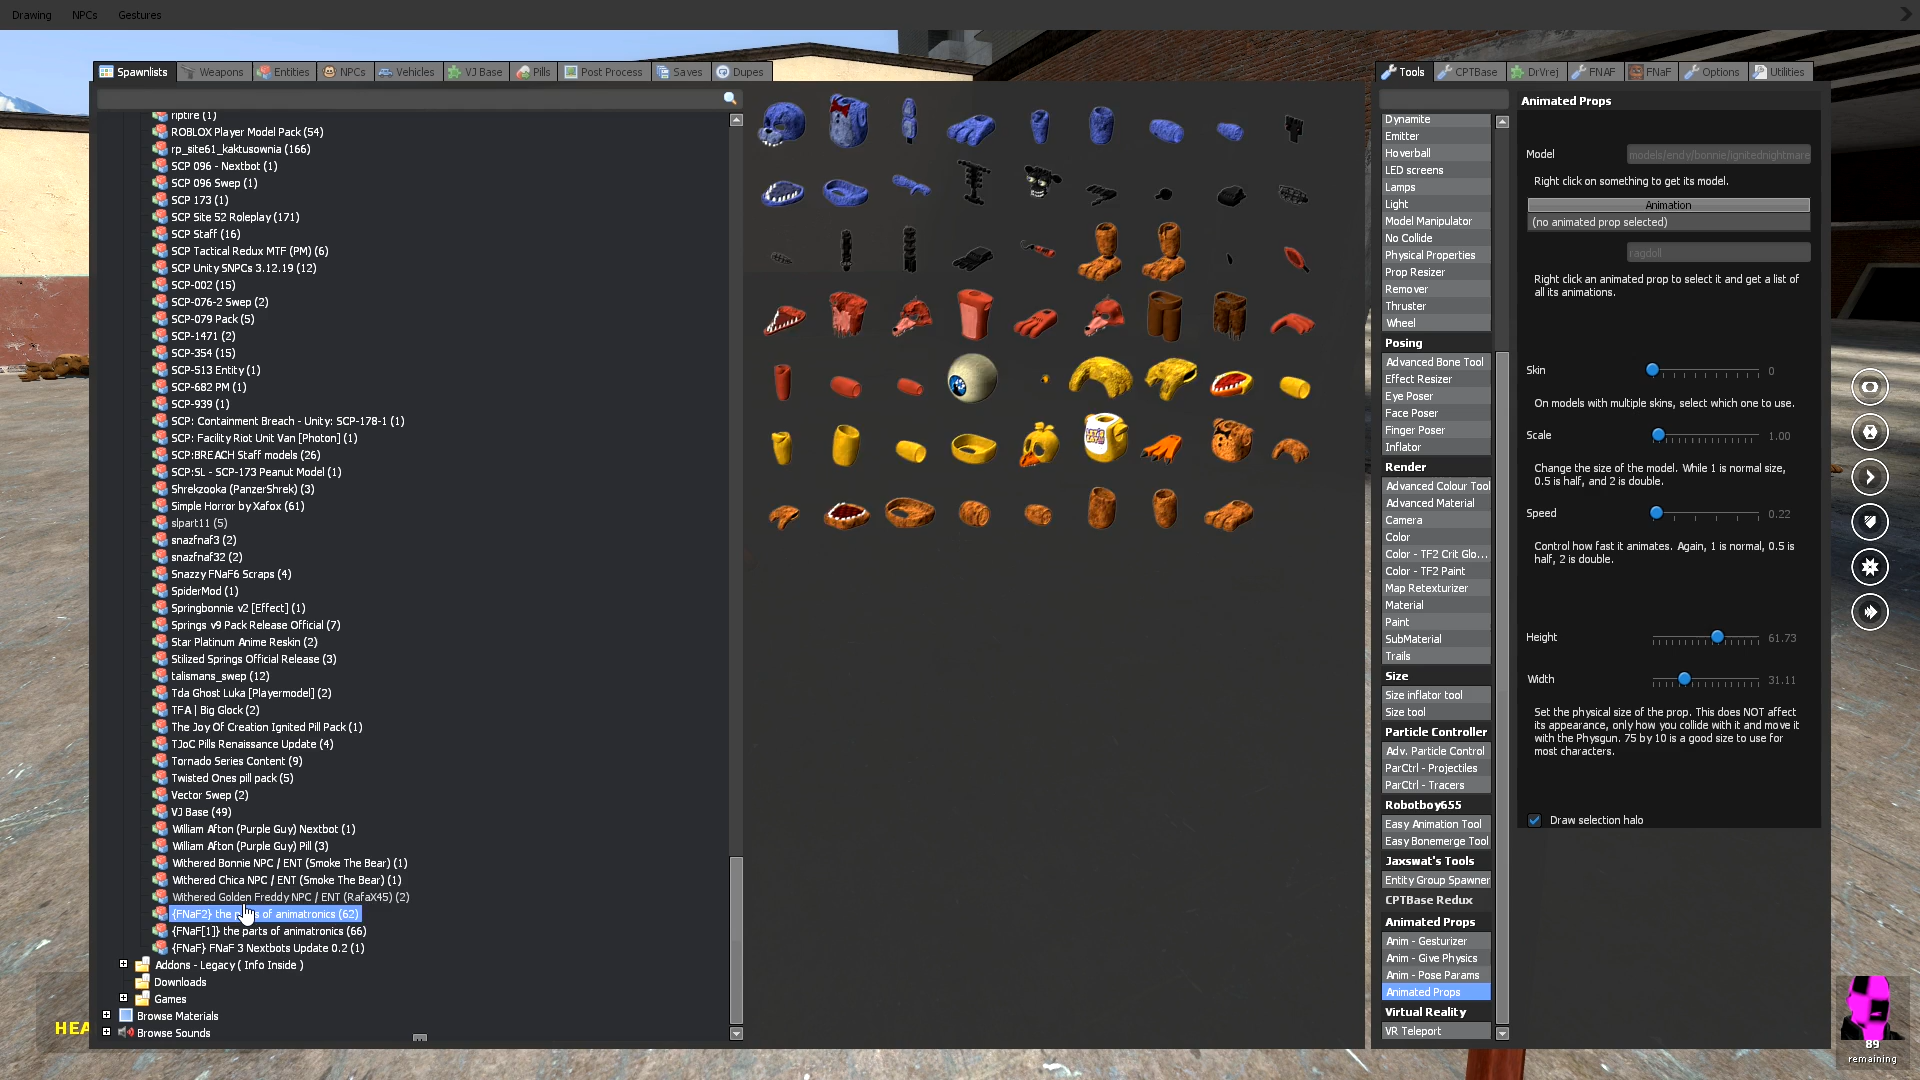 Drawing NPCs Gestures
Spawnlists Weapons Entities NPCs Vehicles VJ Base Pills Post Process Saves Dupes
riptire (1)
ROBLOX Player Model Pack (54)
rp_site61_kaktusownia (166)
SCP 096 - Nextbot (1)
SCP 096 Swep (1)
SCP 173 (1)
SCP Site 52 Roleplay (171)
SCP Staff (16)
SCP Tactical Redux MTF (PM) (6)
SCP Unity SNPCs 3.12.19 (12)
SCP-002 (15)
SCP-076-2 Swep (2)
SCP-079 Pack (5)
SCP-1471 (2)
SCP-354 (15)
SCP-513 Entity (1)
SCP-682 PM (1)
SCP-939 (1)
SCP: Containment Breach - Unity: SCP-178-1 (1)
SCP: Facility Riot Unit Van [Photon] (1)
SCP:BREACH Staff models (26)
SCP:SL - SCP-173 Peanut Model (1)
Shrekzooka (PanzerShrek) (3)
Simple Horror by Xafox (61)
slpart11 (5)
snazfnaf3 (2)
snazfnaf32 (2)
Snazzy FNaF6 Scraps (4)
SpiderMod (1)
Springbonnie v2 [Effect] (1)
Springs v9 Pack Release Official (7)
Star Platinum Anime Reskin (2)
Stilized Springs Official Release (3)
talismans_swep (12)
Tda Ghost Luka [Playermodel] (2)
TFA | Big Glock (2)
The Joy Of Creation Ignited Pill Pack (1)
TJoC Pills Renaissance Update (4)
Tornado Series Content (9)
Twisted Ones pill pack (5)
Vector Swep (2)
VJ Base (49)
William Afton (Purple Guy) Nextbot (1)
William Afton (Purple Guy) Pill (3)
Withered Bonnie NPC / ENT (Smoke The Bear) (1)
Withered Chica NPC / ENT (Smoke The Bear) (1)
Withered Golden Freddy NPC / ENT (RafaX45) (2)
{FNaF2} the parts of animatronics (62)
{FNaF[1]} the parts of animatronics (66)
{FNaF} FNaF 3 Nextbots Update 0.2 (1)
Addons - Legacy ( Info Inside )
Downloads
Games
Browse Materials
Browse Sounds
HEA
LET'S EAT!!!
Tools CPTBase DrVrej FNAF FNaF Options Utilities
Dynamite
Emitter
Hoverball
LED screens
Lamps
Light
Model Manipulator
No Collide
Physical Properties
Prop Resizer
Remover
Thruster
Wheel
Posing
Advanced Bone Tool
Effect Resizer
Eye Poser
Face Poser
Finger Poser
Inflator
Render
Advanced Colour Tool
Advanced Material
Camera
Color
Color - TF2 Crit Glo...
Color - TF2 Paint
Map Retexturizer
Material
Paint
SubMaterial
Trails
Size
Size inflator tool
Size tool
Particle Controller
Adv. Particle Control
ParCtrl - Projectiles
ParCtrl - Tracers
Robotboy655
Easy Animation Tool
Easy Bonemerge Tool
Jaxswat's Tools
Entity Group Spawner
CPTBase Redux
Animated Props
Anim - Gesturizer
Anim - Give Physics
Anim - Pose Params
Animated Props
Virtual Reality
VR Teleport
Animated Props
Model models/endy/bonnie/ignitednightmare
Right click on something to get its model.
Animation
(no animated prop selected)
ragdoll
Right click an animated prop to select it and get a list of
all its animations.
Skin 0
On models with multiple skins, select which one to use.
Scale 1.00
Change the size of the model. While 1 is normal size,
0.5 is half, and 2 is double.
Speed 0.22
Control how fast it animates. Again, 1 is normal, 0.5 is
half, 2 is double.
Height 61.73
Width 31.11
Set the physical size of the prop. This does NOT affect
its appearance, only how you collide with it and move it
with the Physgun. 75 by 10 is a good size to use for
most characters.
Draw selection halo
89
remaining